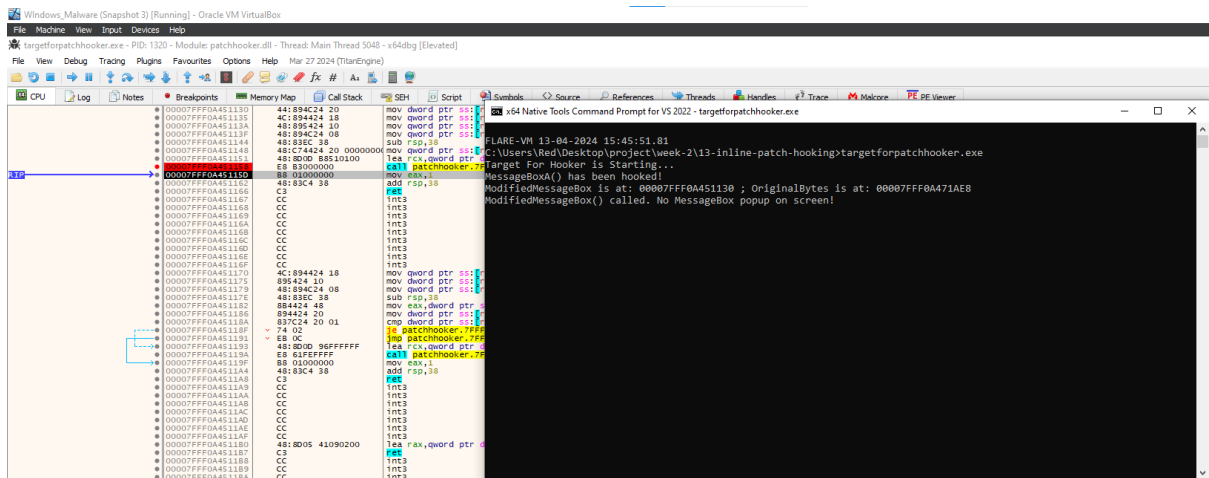 Windows_Malware (Snapshot 3) [Running] - Oracle VM VirtualBox
File Machine View Input Devices Help
targetforpatchhooker.exe - PID: 1320 - Module: patchhooker.dll - Thread: Main Thread 5048 - x64dbg [Elevated]
File View Debug Tracing Plugins Favourites Options Help Mar 27 2024 (TitanEngine)
CPU Log Notes Breakpoints Memory Map Call Stack SEH Script Symbols Source References Threads Handles Trace Malcore PE Viewer
x64 Native Tools Command Prompt for VS 2022 - targetforpatchhooker.exe
FLARE-VM 13-04-2024 15:45:51.81
C:\Users\Red\Desktop\project\week-2\13-inline-patch-hooking>targetforpatchhooker.exe
Target For Hooker is Starting...
MessageBoxA() has been hooked!
ModifiedMessageBox is at: 00007FFF0A451130 ; OriginalBytes is at: 00007FFF0A471AE8
ModifiedMessageBox() called. No MessageBox popup on screen!
RIP
00007FFF0A451130 44:894C24 20 mov dword ptr ss:[r
00007FFF0A451135 4C:894424 18 mov qword ptr ss:[r
00007FFF0A45113A 48:895424 10 mov qword ptr ss:[r
00007FFF0A45113F 48:894C24 08 mov qword ptr ss:[r
00007FFF0A451144 48:83EC 38 sub rsp,38
00007FFF0A451148 48:C74424 20 00000000 mov qword ptr ss:[r
00007FFF0A451151 48:8D0D B8510100 lea rcx,qword ptr d
00007FFF0A451158 E8 B3000000 call patchhooker.7F
00007FFF0A45115D B8 01000000 mov eax,1
00007FFF0A451162 48:83C4 38 add rsp,38
00007FFF0A451166 C3 ret
00007FFF0A451167 CC int3
00007FFF0A451168 CC int3
00007FFF0A451169 CC int3
00007FFF0A45116A CC int3
00007FFF0A45116B CC int3
00007FFF0A45116C CC int3
00007FFF0A45116D CC int3
00007FFF0A45116E CC int3
00007FFF0A45116F CC int3
00007FFF0A451170 4C:894424 18 mov qword ptr ss:[r
00007FFF0A451175 895424 10 mov dword ptr ss:[r
00007FFF0A451179 48:894C24 08 mov qword ptr ss:[r
00007FFF0A45117E 48:83EC 38 sub rsp,38
00007FFF0A451182 8B4424 48 mov eax,dword ptr s
00007FFF0A451186 894424 20 mov dword ptr ss:[r
00007FFF0A45118A 837C24 20 01 cmp dword ptr ss:[r
00007FFF0A45118F 74 02 je patchhooker.7FFF
00007FFF0A451191 EB 0C jmp patchhooker.7FF
00007FFF0A451193 48:8D0D 96FFFFFF lea rcx,qword ptr d
00007FFF0A45119A E8 61FEFFFF call patchhooker.7F
00007FFF0A45119F B8 01000000 mov eax,1
00007FFF0A4511A4 48:83C4 38 add rsp,38
00007FFF0A4511A8 C3 ret
00007FFF0A4511A9 CC int3
00007FFF0A4511AA CC int3
00007FFF0A4511AB CC int3
00007FFF0A4511AC CC int3
00007FFF0A4511AD CC int3
00007FFF0A4511AE CC int3
00007FFF0A4511AF CC int3
00007FFF0A4511B0 48:8D05 41090200 lea rax,qword ptr d
00007FFF0A4511B7 C3 ret
00007FFF0A4511B8 CC int3
00007FFF0A4511B9 CC int3